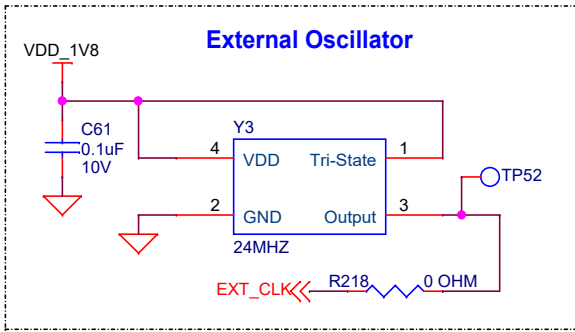 External Oscillator
VDD_1V8
C61
0.1uF
10V
Y3
4
VDD
Tri-State
1
2
GND
Output
3
TP52
24MHZ
EXT_CLK
R218
0 OHM